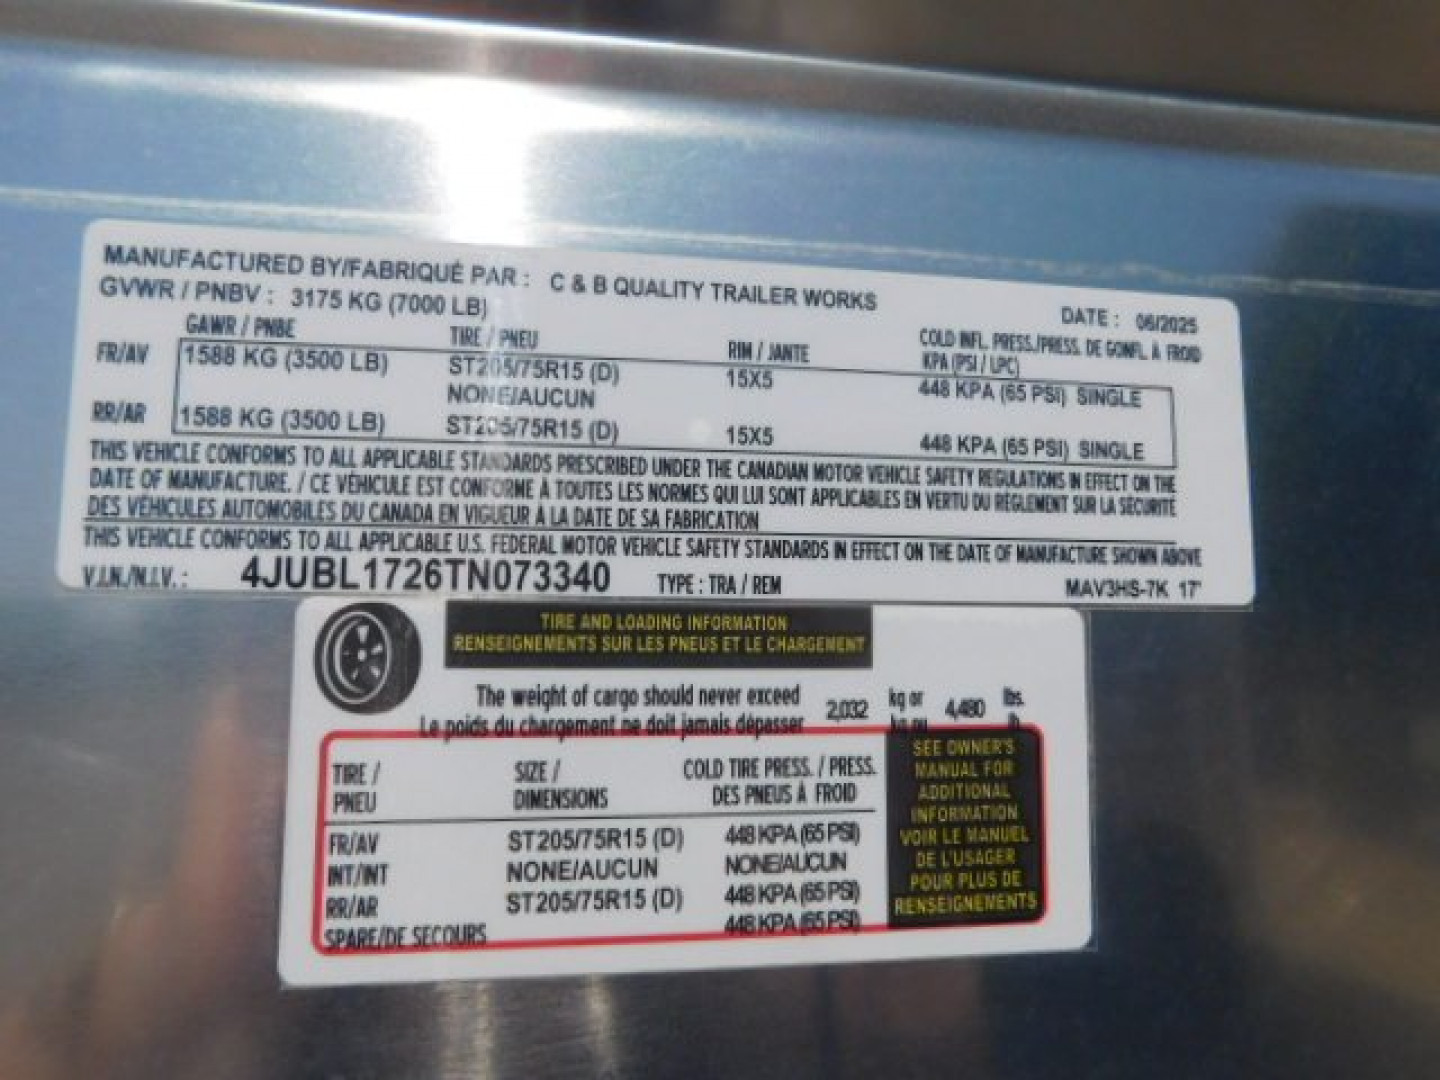 MANUFACTURED BY/FABRIQUÉ PAR : C & B QUALITY TRAILER WORKS
GVWR / PNBV : 3175 KG (7000 LB) DATE : 06/2025
GAWR / PNBE TIRE / PNEU RIM / JANTE COLD INFL. PRESS./PRESS. DE GONFL. À FROID
KPA (PSI / LPC)
FR/AV 1588 KG (3500 LB) ST205/75R15 (D) 15X5 448 KPA (65 PSI) SINGLE
NONE/AUCUN
RR/AR 1588 KG (3500 LB) ST205/75R15 (D) 15X5 448 KPA (65 PSI) SINGLE
THIS VEHICLE CONFORMS TO ALL APPLICABLE STANDARDS PRESCRIBED UNDER THE CANADIAN MOTOR VEHICLE SAFETY REGULATIONS IN EFFECT ON THE
DATE OF MANUFACTURE. / CE VÉHICULE EST CONFORME À TOUTES LES NORMES QUI LUI SONT APPLICABLES EN VERTU DU RÈGLEMENT SUR LA SÉCURITÉ
DES VÉHICULES AUTOMOBILES DU CANADA EN VIGUEUR À LA DATE DE SA FABRICATION
THIS VEHICLE CONFORMS TO ALL APPLICABLE U.S. FEDERAL MOTOR VEHICLE SAFETY STANDARDS IN EFFECT ON THE DATE OF MANUFACTURE SHOWN ABOVE
V.I.N./N.I.V.: 4JUBL1726TN073340 TYPE : TRA / REM MAV3HS-7K 17'
TIRE AND LOADING INFORMATION
RENSEIGNEMENTS SUR LES PNEUS ET LE CHARGEMENT
The weight of cargo should never exceed 2,032 kg or 4,480 lbs.
Le poids du chargement ne doit jamais dépasser kg ou lb.
TIRE / SIZE / COLD TIRE PRESS. / PRESS.
PNEU DIMENSIONS DES PNEUS À FROID
FR/AV ST205/75R15 (D) 448 KPA (65 PSI)
INT/INT NONE/AUCUN NONE/AUCUN
RR/AR ST205/75R15 (D) 448 KPA (65 PSI)
SPARE/DE SECOURS 448 KPA (65 PSI)
SEE OWNER'S
MANUAL FOR
ADDITIONAL
INFORMATION
VOIR LE MANUEL
DE L'USAGER
POUR PLUS DE
RENSEIGNEMENTS